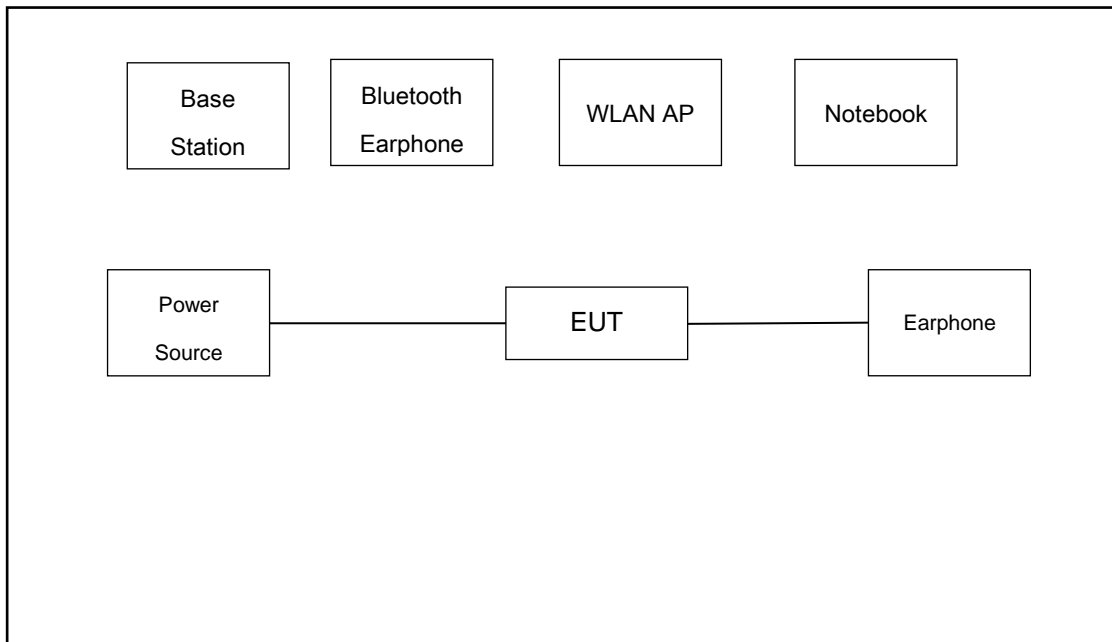 Base
Station
Bluetooth
Earphone
WLAN AP
Notebook
Power
Source
EUT
Earphone